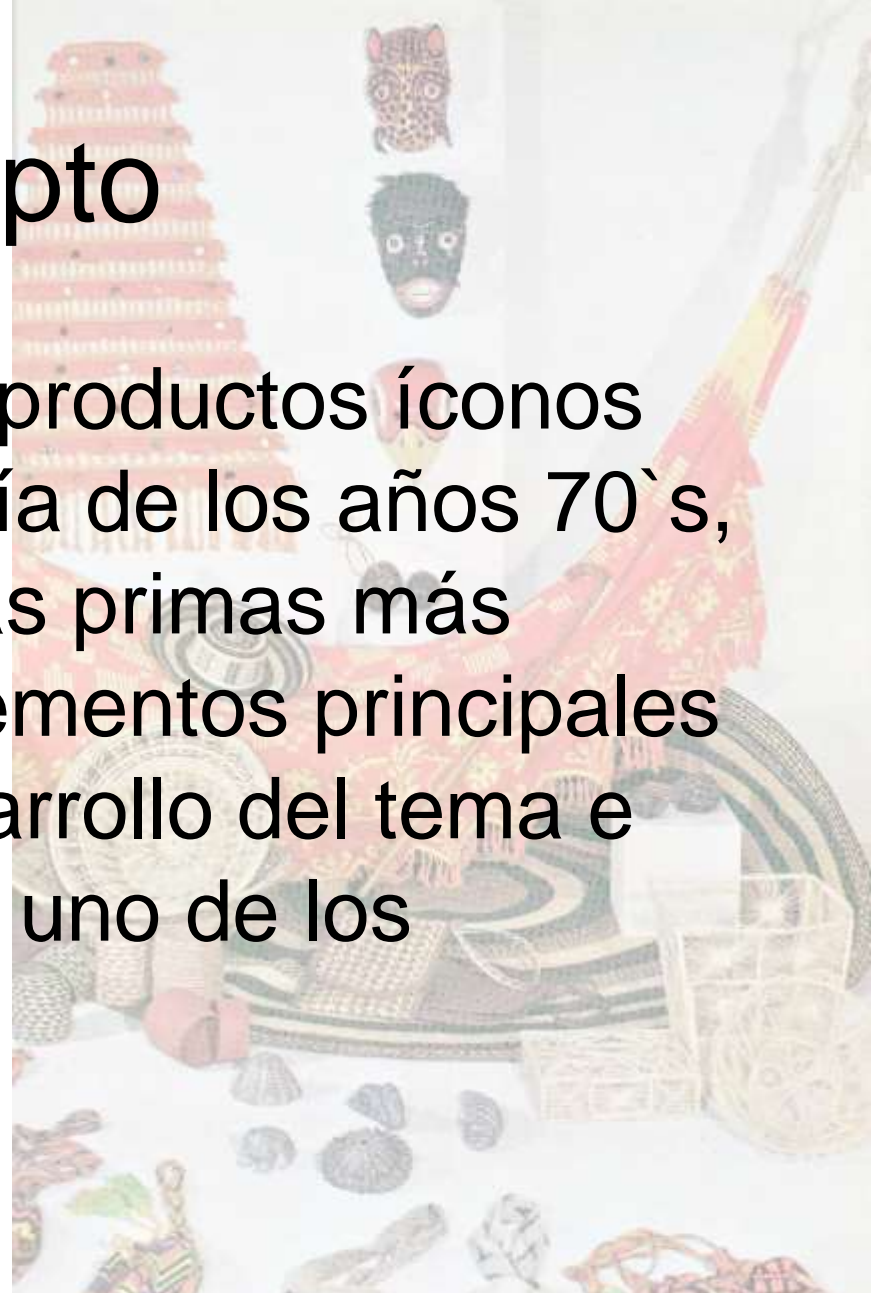 pto
productos íconos
ía de los años 70`s,
s primas más
ementos principales
arrollo del tema e
uno de los